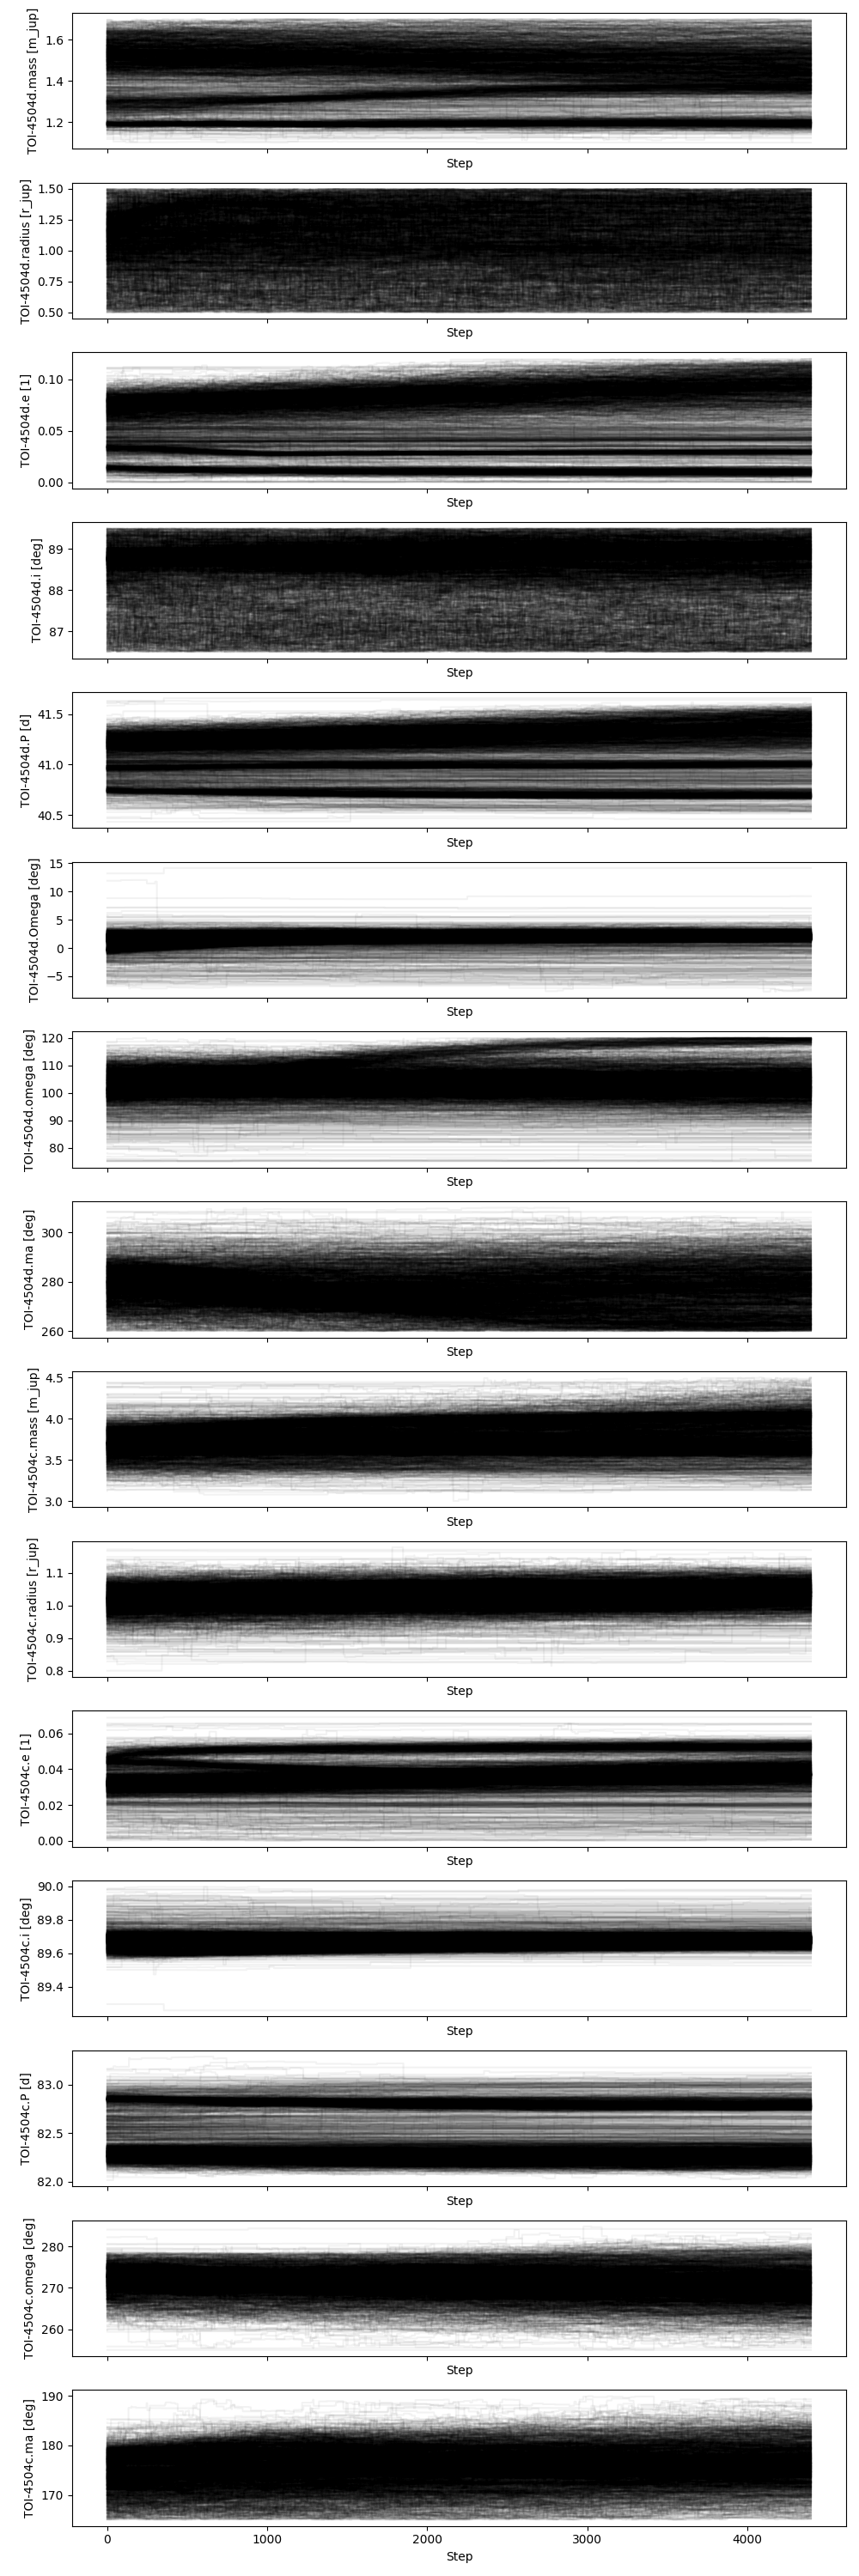 TOI-4504d.mass [m_jup]
1.6
1.4
1.2
Step
TOI-4504d.radius [r_jup]
1.50
1.25
1.00
0.75
0.50
Step
TOI-4504d.e [1]
0.10
0.05
0.00
Step
TOI-4504d.i [deg]
89
88
87
Step
TOI-4504d.P [d]
41.5
41.0
40.5
Step
TOI-4504d.Omega [deg]
15
10
5
0
−5
Step
TOI-4504d.omega [deg]
120
110
100
90
80
Step
TOI-4504d.ma [deg]
300
280
260
Step
TOI-4504c.mass [m_jup]
4.5
4.0
3.5
3.0
Step
TOI-4504c.radius [r_jup]
1.1
1.0
0.9
0.8
Step
TOI-4504c.e [1]
0.06
0.04
0.02
0.00
Step
TOI-4504c.i [deg]
90.0
89.8
89.6
89.4
Step
TOI-4504c.P [d]
83.0
82.5
82.0
Step
TOI-4504c.omega [deg]
280
270
260
Step
TOI-4504c.ma [deg]
190
180
170
0 1000 2000 3000 4000
Step